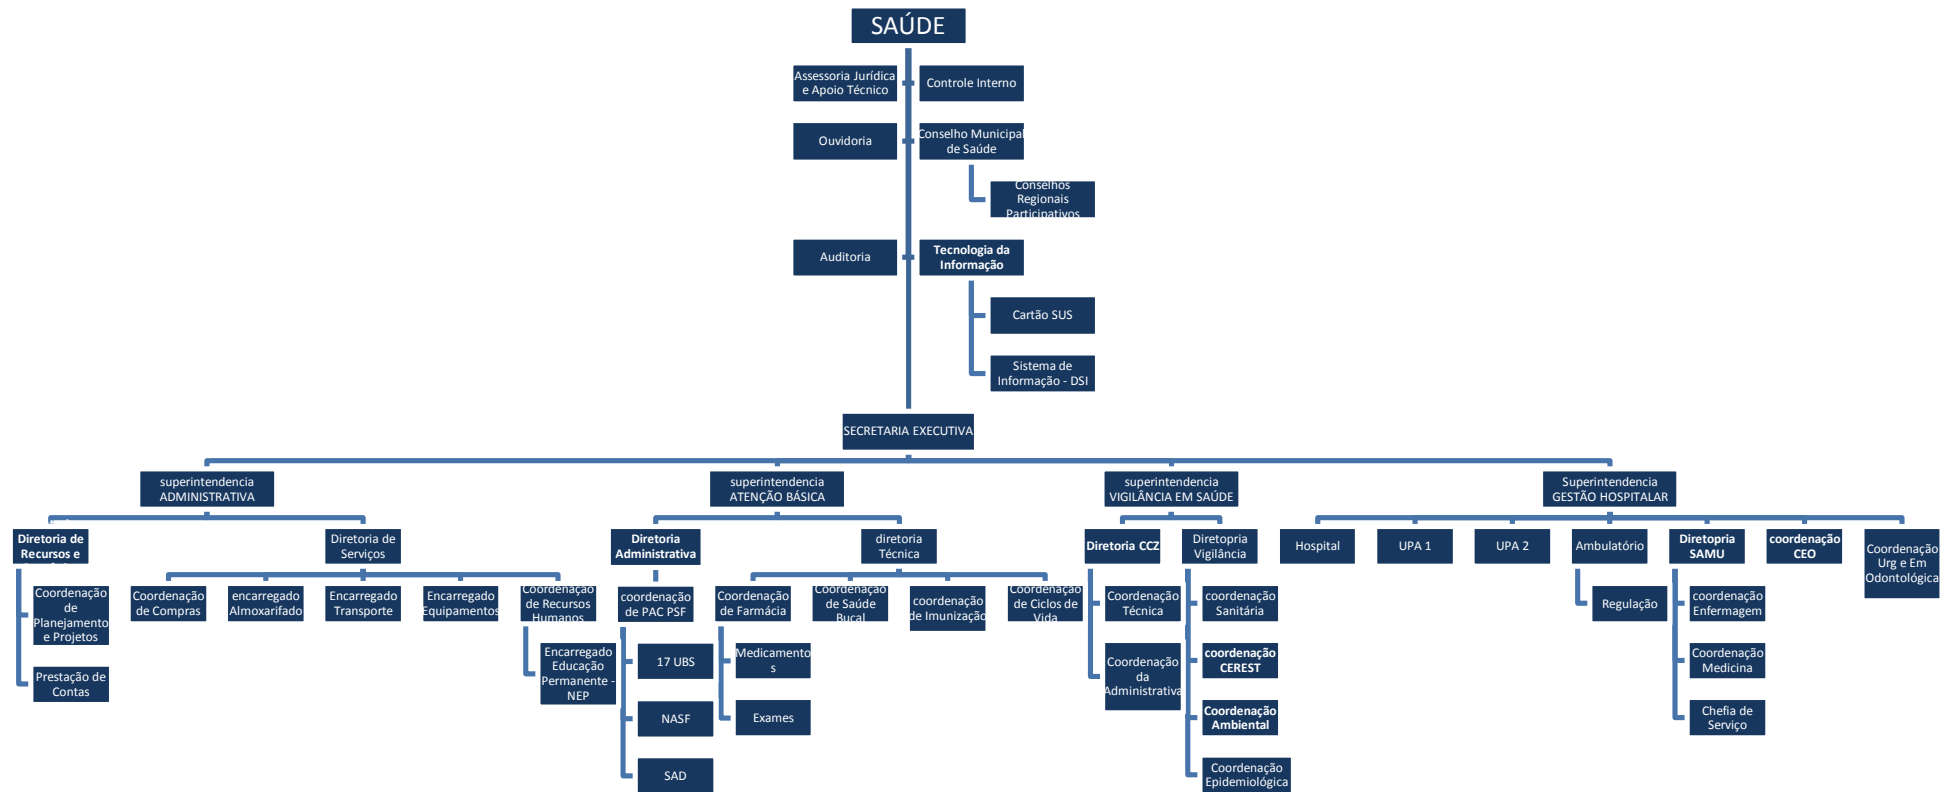 SAÚDE
Assessoria Jurídica
e Apoio Técnico
Controle Interno
Ouvidoria
Conselho Municipal
de Saúde
Conselhos
Regionais
Participativos
Auditoria
Tecnologia da
Informação
Cartão SUS
Sistema de
Informação - DSI
SECRETARIA EXECUTIVA
superintendencia
ADMINISTRATIVA
superintendencia
ATENÇÃO BÁSICA
superintendencia
VIGILÂNCIA EM SAÚDE
Superintendencia
GESTÃO HOSPITALAR
Diretoria de
Recursos e
Diretoria de
Serviços
Diretoria
Administrativa
diretoria
Técnica
Diretoria CCZ
Diretopria
Vigilância
Hospital
UPA 1
UPA 2
Ambulatório
Diretopria
SAMU
coordenação
CEO
Coordenação
Urg e Em
Odontológica
Coordenação
de
Planejamento
e Projetos
Prestação de
Contas
Coordenação
de Compras
encarregado
Almoxarifado
Encarregado
Transporte
Encarregado
Equipamentos
Coordenação
de Recursos
Humanos
Encarregado
Educação
Permanente -
NEP
coordenação
de PAC PSF
17 UBS
NASF
SAD
Coordenação
de Farmácia
Medicamento
s
Exames
Coordenação
de Saúde
Bucal
coordenação
de Imunização
Coordenação
de Ciclos de
Vida
Coordenação
Técnica
Coordenação
da
Administrativa
coordenação
Sanitária
coordenação
CEREST
Coordenação
Ambiental
Coordenação
Epidemiológica
Regulação
coordenação
Enfermagem
Coordenação
Medicina
Chefia de
Serviço